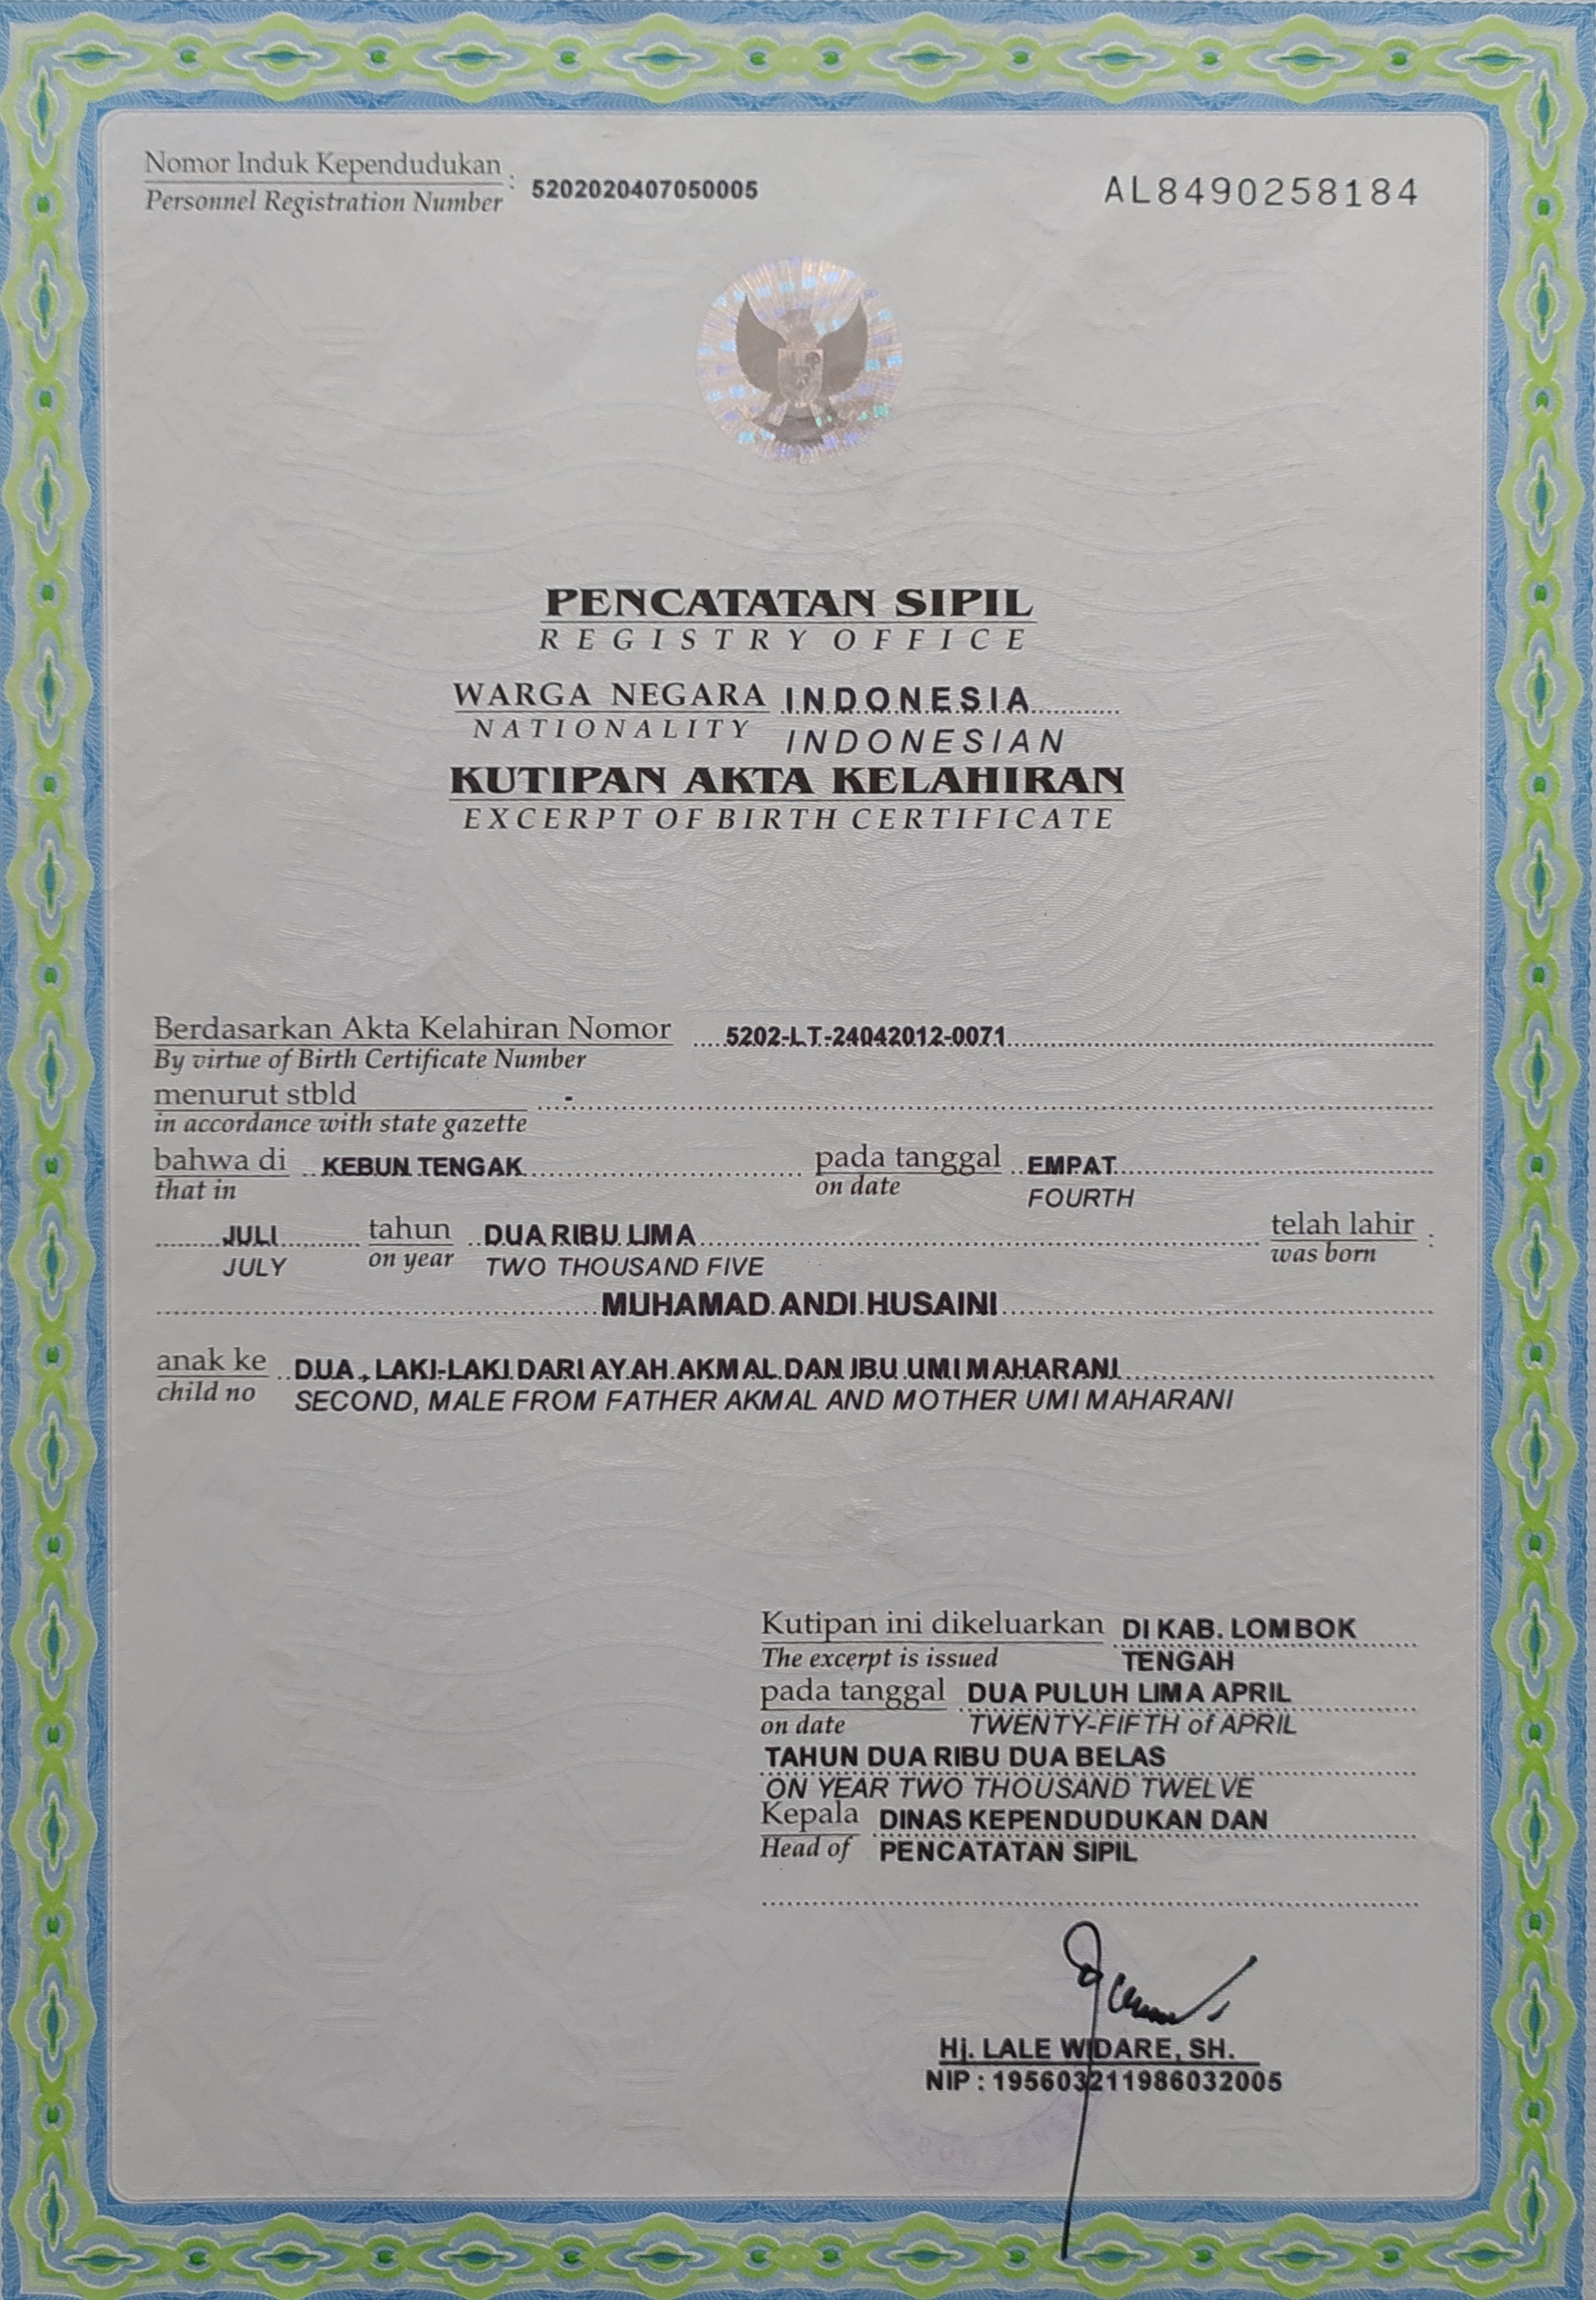 Nomor Induk Kependudukan : 5202020407050005
Personnel Registration Number
AL8490258184
PENCATATAN SIPIL
REGISTRY OFFICE
WARGA NEGARA INDONESIA
NATIONALITY INDONESIAN
KUTIPAN AKTA KELAHIRAN
EXCERPT OF BIRTH CERTIFICATE
Berdasarkan Akta Kelahiran Nomor 5202-LT-24042012-0071
By virtue of Birth Certificate Number
menurut stbld -
in accordance with state gazette
bahwa di KEBUN TENGAK pada tanggal EMPAT
that in on date FOURTH
JULI tahun DUA RIBU LIMA telah lahir :
JULY on year TWO THOUSAND FIVE was born
MUHAMAD ANDI HUSAINI
anak ke DUA, LAKI-LAKI DARI AYAH AKMAL DAN IBU UMI MAHARANI
child no SECOND, MALE FROM FATHER AKMAL AND MOTHER UMI MAHARANI
Kutipan ini dikeluarkan DI KAB. LOMBOK
The excerpt is issued TENGAH
pada tanggal DUA PULUH LIMA APRIL
on date TWENTY-FIFTH of APRIL
TAHUN DUA RIBU DUA BELAS
ON YEAR TWO THOUSAND TWELVE
Kepala DINAS KEPENDUDUKAN DAN
Head of PENCATATAN SIPIL
Hj. LALE WIDARE, SH.
NIP : 195603211986032005